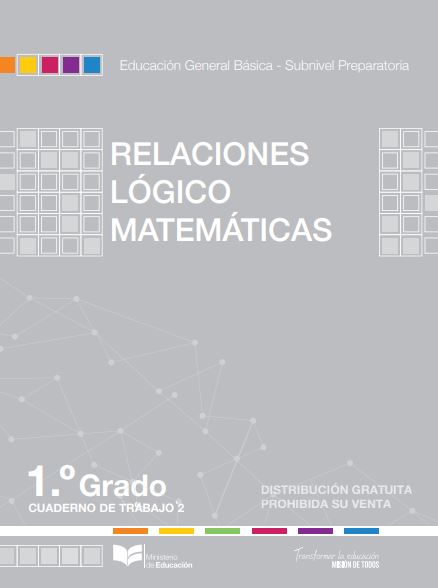 Educación General Básica - Subnivel Preparatoria
RELACIONES
LÓGICO
MATEMÁTICAS
1.º Grado
CUADERNO DE TRABAJO 2
DISTRIBUCIÓN GRATUITA
PROHIBIDA SU VENTA
Ministerio
de Educación
Transformar la educación
MISIÓN DE TODOS